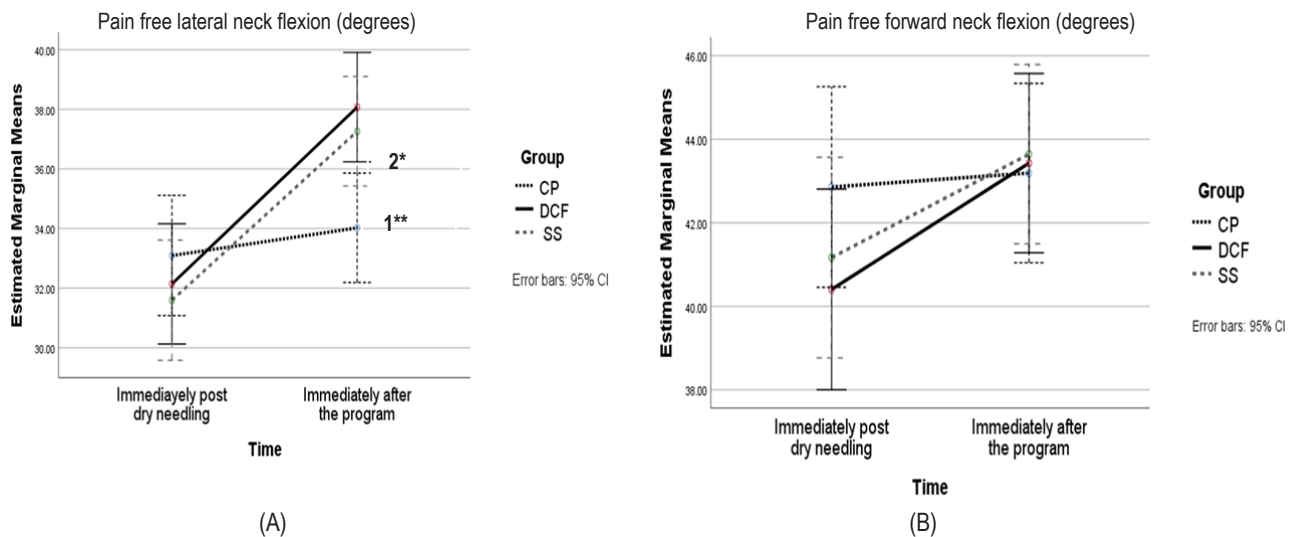 Pain free lateral neck flexion (degrees)
40.00
38.00
36.00
34.00
32.00
30.00
Estimated Marginal Means
2*
1**
Group
CP
DCF
SS
Error bars: 95% CI
Immediayely post
dry needling
Immediately after
the program
Time
(A)
Pain free forward neck flexion (degrees)
46.00
44.00
42.00
40.00
38.00
Estimated Marginal Means
Group
CP
DCF
SS
Error bars: 95% CI
Immediately post
dry needling
Immediately after
the program
Time
(B)